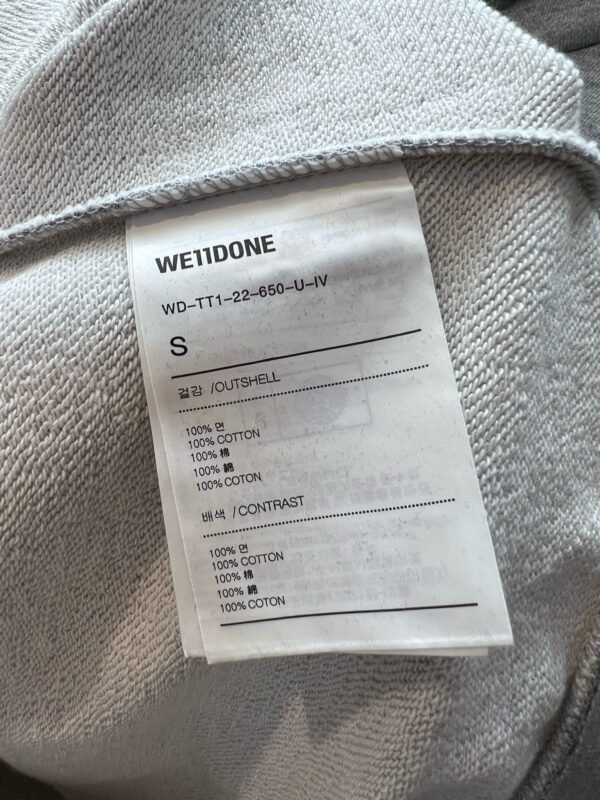 WE11DONE
WD-TT1-22-650-U-IV
S
겉감 /OUTSHELL
100% 면
100% COTTON
100% 棉
100% 綿
100% COTON
배색 /CONTRAST
100% 면
100% COTTON
100% 棉
100% 綿
100% COTON